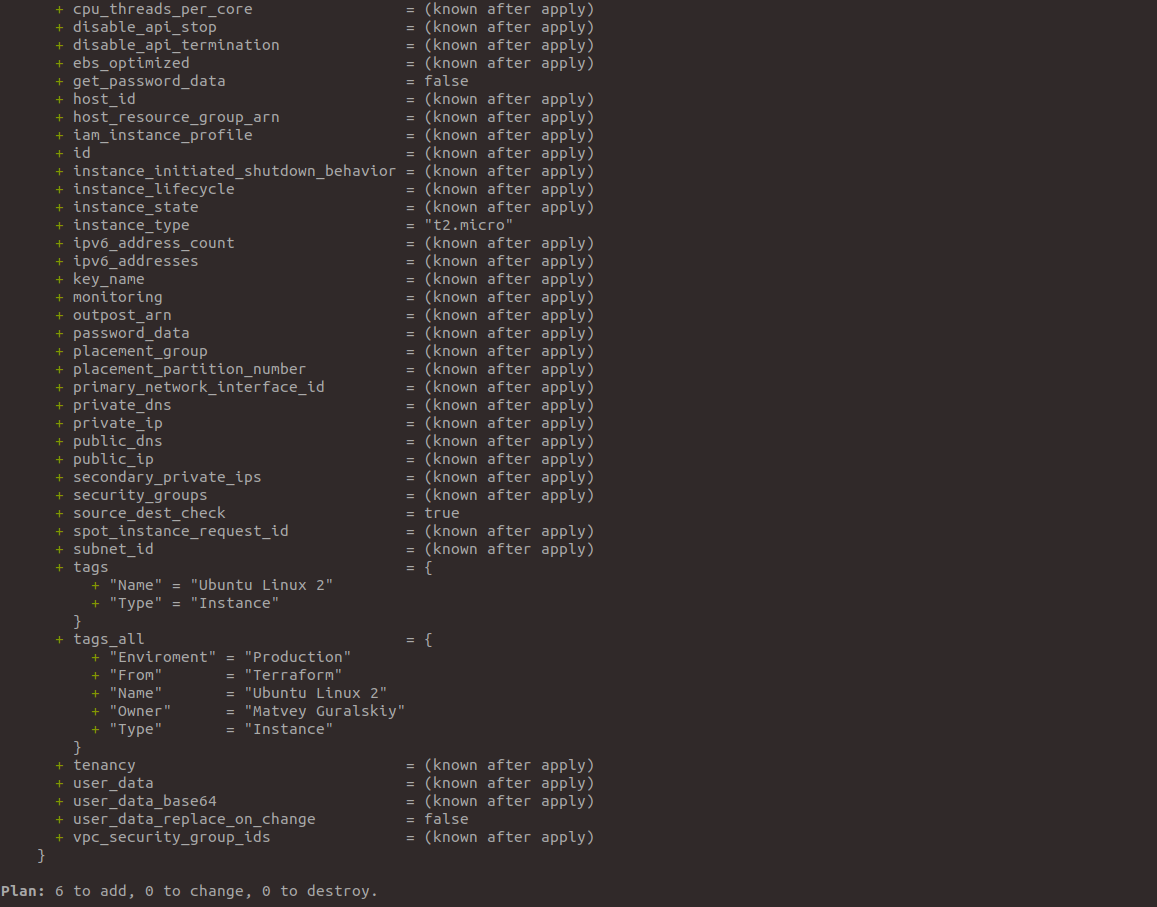 + cpu_threads_per_core                 = (known after apply)
+ disable_api_stop                     = (known after apply)
+ disable_api_termination              = (known after apply)
+ ebs_optimized                        = (known after apply)
+ get_password_data                    = false
+ host_id                              = (known after apply)
+ host_resource_group_arn              = (known after apply)
+ iam_instance_profile                 = (known after apply)
+ id                                   = (known after apply)
+ instance_initiated_shutdown_behavior = (known after apply)
+ instance_lifecycle                   = (known after apply)
+ instance_state                       = (known after apply)
+ instance_type                        = "t2.micro"
+ ipv6_address_count                   = (known after apply)
+ ipv6_addresses                       = (known after apply)
+ key_name                             = (known after apply)
+ monitoring                           = (known after apply)
+ outpost_arn                          = (known after apply)
+ password_data                        = (known after apply)
+ placement_group                      = (known after apply)
+ placement_partition_number           = (known after apply)
+ primary_network_interface_id         = (known after apply)
+ private_dns                          = (known after apply)
+ private_ip                           = (known after apply)
+ public_dns                           = (known after apply)
+ public_ip                            = (known after apply)
+ secondary_private_ips                = (known after apply)
+ security_groups                      = (known after apply)
+ source_dest_check                    = true
+ spot_instance_request_id             = (known after apply)
+ subnet_id                            = (known after apply)
+ tags                                 = {
    + "Name" = "Ubuntu Linux 2"
    + "Type" = "Instance"
  }
+ tags_all                             = {
    + "Enviroment" = "Production"
    + "From"       = "Terraform"
    + "Name"       = "Ubuntu Linux 2"
    + "Owner"      = "Matvey Guralskiy"
    + "Type"       = "Instance"
  }
+ tenancy                              = (known after apply)
+ user_data                            = (known after apply)
+ user_data_base64                     = (known after apply)
+ user_data_replace_on_change          = false
+ vpc_security_group_ids               = (known after apply)
}
Plan: 6 to add, 0 to change, 0 to destroy.